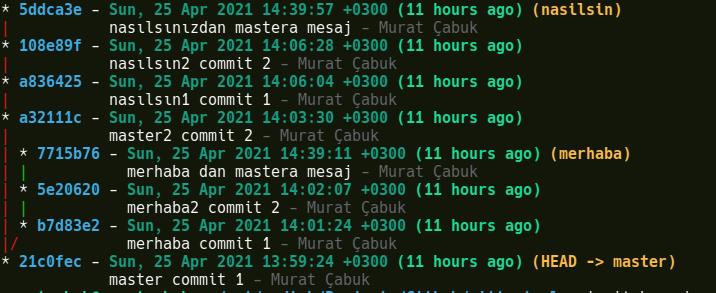 * 5ddca3e - Sun, 25 Apr 2021 14:39:57 +0300 (11 hours ago) (nasilsin)
|           nasılsınızdan mastera mesaj - Murat Çabuk
* 108e89f - Sun, 25 Apr 2021 14:06:28 +0300 (11 hours ago)
|           nasılsın2 commit 2 - Murat Çabuk
* a836425 - Sun, 25 Apr 2021 14:06:04 +0300 (11 hours ago)
|           nasılsın1 commit 1 - Murat Çabuk
* a32111c - Sun, 25 Apr 2021 14:03:30 +0300 (11 hours ago)
|           master2 commit 2 - Murat Çabuk
| * 7715b76 - Sun, 25 Apr 2021 14:39:11 +0300 (11 hours ago) (merhaba)
| |           merhaba dan mastera mesaj - Murat Çabuk
| * 5e20620 - Sun, 25 Apr 2021 14:02:07 +0300 (11 hours ago)
| |           merhaba2 commit 2 - Murat Çabuk
| * b7d83e2 - Sun, 25 Apr 2021 14:01:24 +0300 (11 hours ago)
|/            merhaba commit 1 - Murat Çabuk
* 21c0fec - Sun, 25 Apr 2021 13:59:24 +0300 (11 hours ago) (HEAD -> master)
            master commit 1 - Murat Çabuk